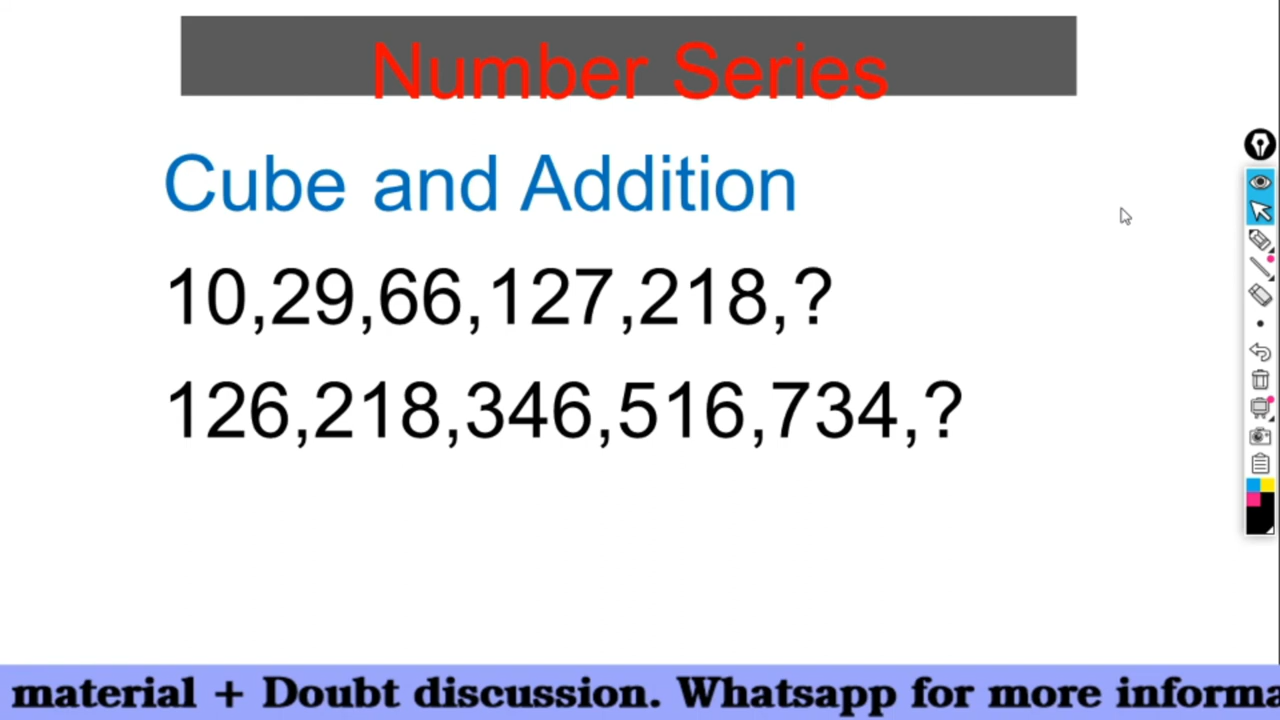 Number Series
Cube and Addition
10,29,66,127,218,?
126,218,346,516,734,?
material + Doubt discussion. Whatsapp for more informa